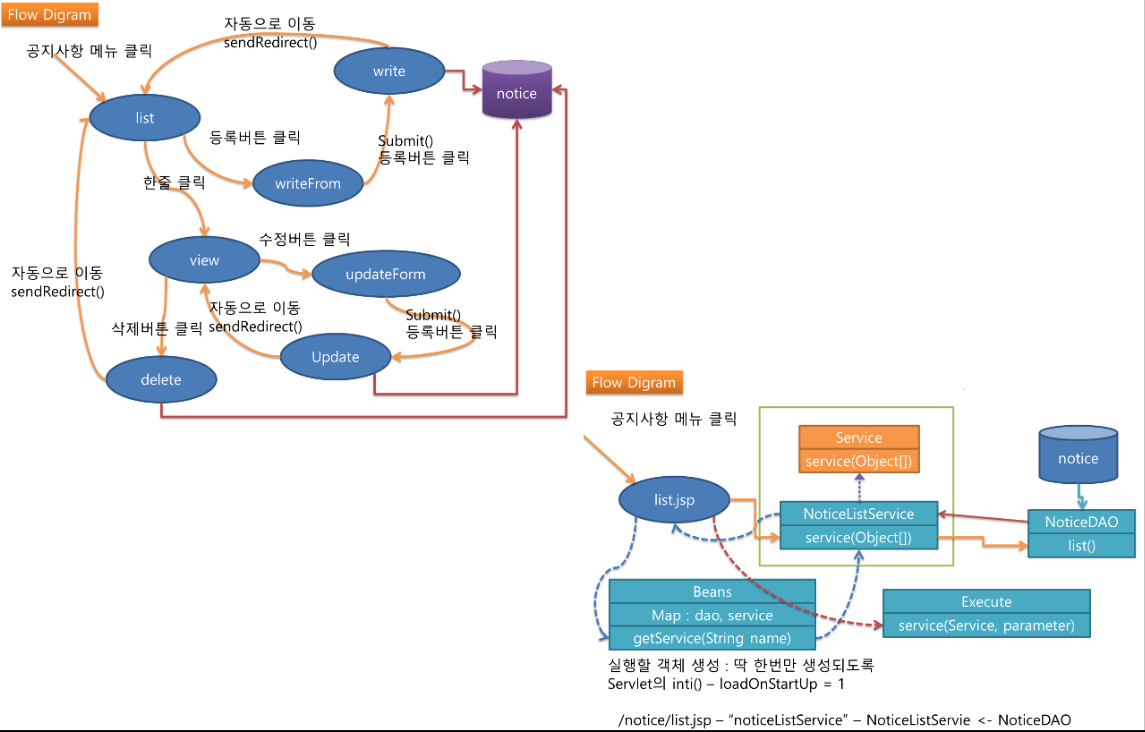 Flow Digram
자동으로 이동
sendRedirect()
공지사항 메뉴 클릭
write
notice
list
등록버튼 클릭
Submit()
등록버튼 클릭
writeFrom
한줄 클릭
수정버튼 클릭
view
updateForm
자동으로 이동
sendRedirect()
자동으로 이동
sendRedirect()
Submit()
등록버튼 클릭
삭제버튼 클릭
Update
delete
Flow Digram
공지사항 메뉴 클릭
Service
service(Object[])
notice
list.jsp
NoticeListService
service(Object[])
NoticeDAO
list()
Beans
Map : dao, service
getService(String name)
Execute
service(Service, parameter)
실행할 객체 생성 : 딱 한번만 생성되도록
Servlet의 inti() – loadOnStartUp = 1
/notice/list.jsp – “noticeListService” – NoticeListServie <- NoticeDAO